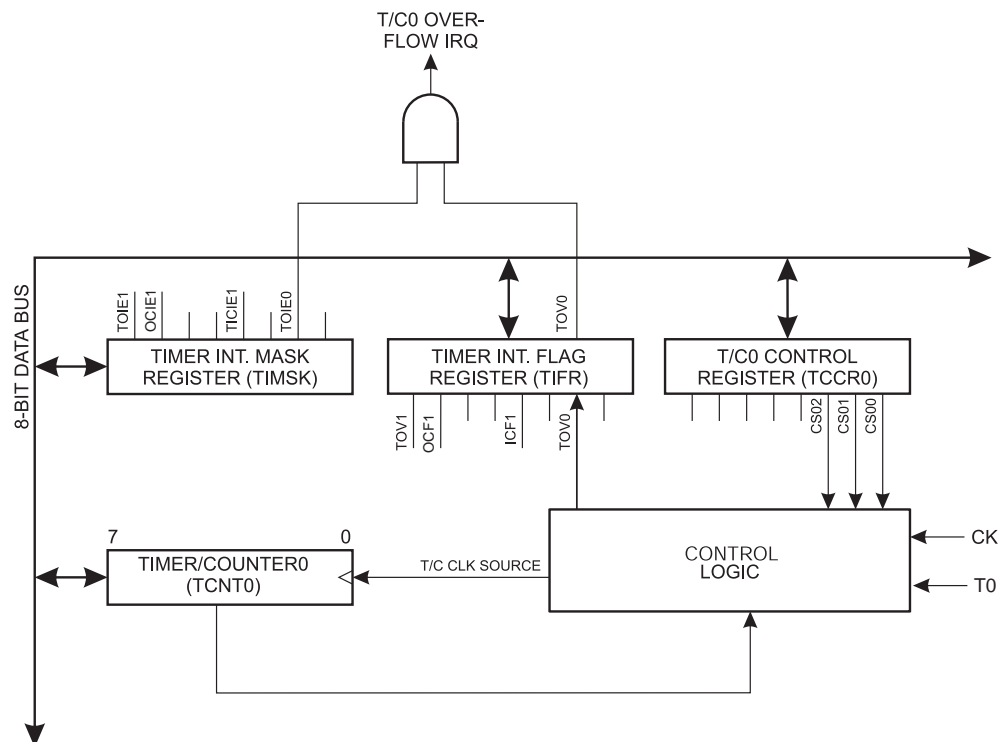 T/C0 OVER-
FLOW IRQ
8-BIT DATA BUS
TOIE1
OCIE1
TICIE1
TOIE0
TOV0
TIMER INT. MASK
REGISTER (TIMSK)
TIMER INT. FLAG
REGISTER (TIFR)
T/C0 CONTROL
REGISTER (TCCR0)
TOV1
OCF1
ICF1
TOV0
CS02
CS01
CS00
7
0
TIMER/COUNTER0
(TCNT0)
T/C CLK SOURCE
CONTROL
LOGIC
CK
T0